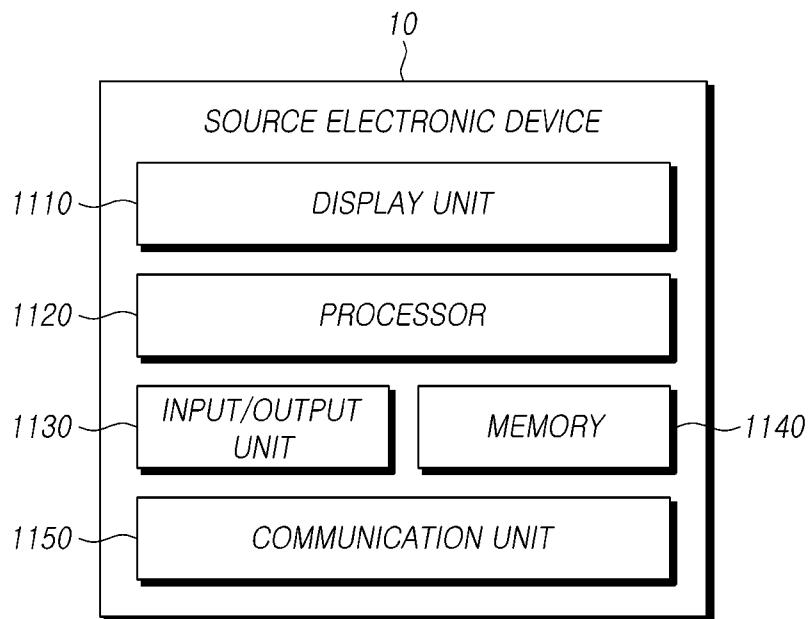 10
SOURCE ELECTRONIC DEVICE
1110
DISPLAY UNIT
1120
PROCESSOR
1130
INPUT/OUTPUT
UNIT
MEMORY
1140
1150
COMMUNICATION UNIT